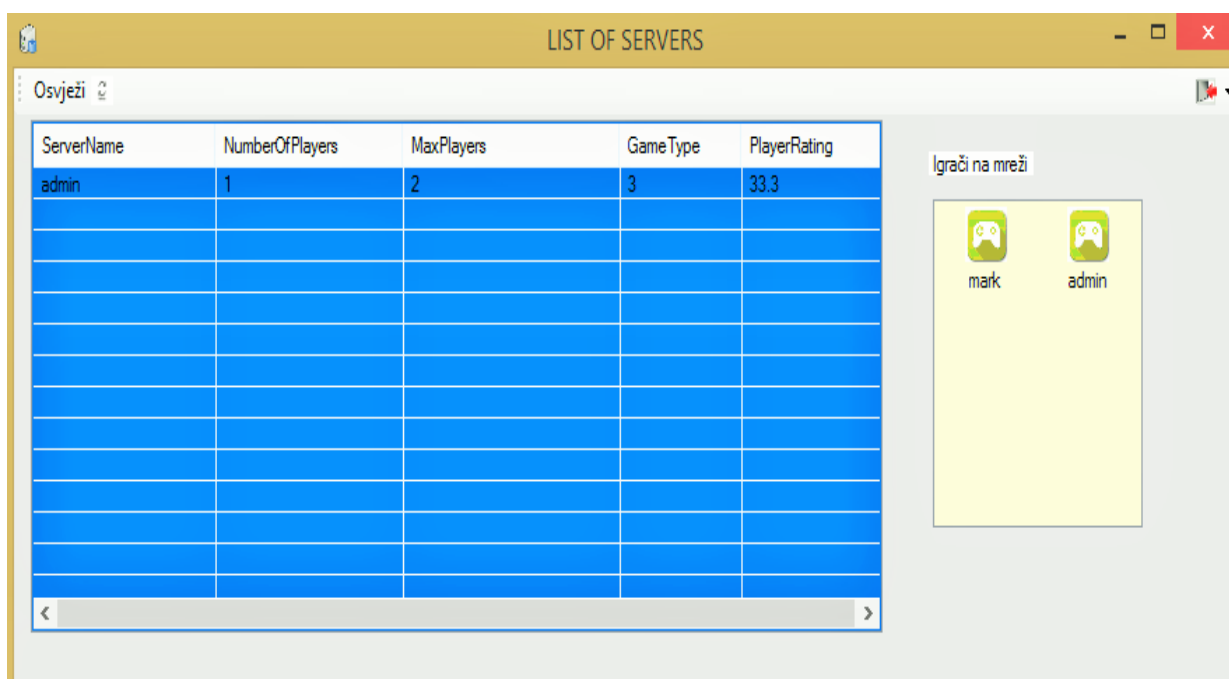 LIST OF SERVERS
Osvježi
ServerName NumberOfPlayers MaxPlayers GameType PlayerRating
admin 1 2 3 33.3
Igrači na mreži
mark admin